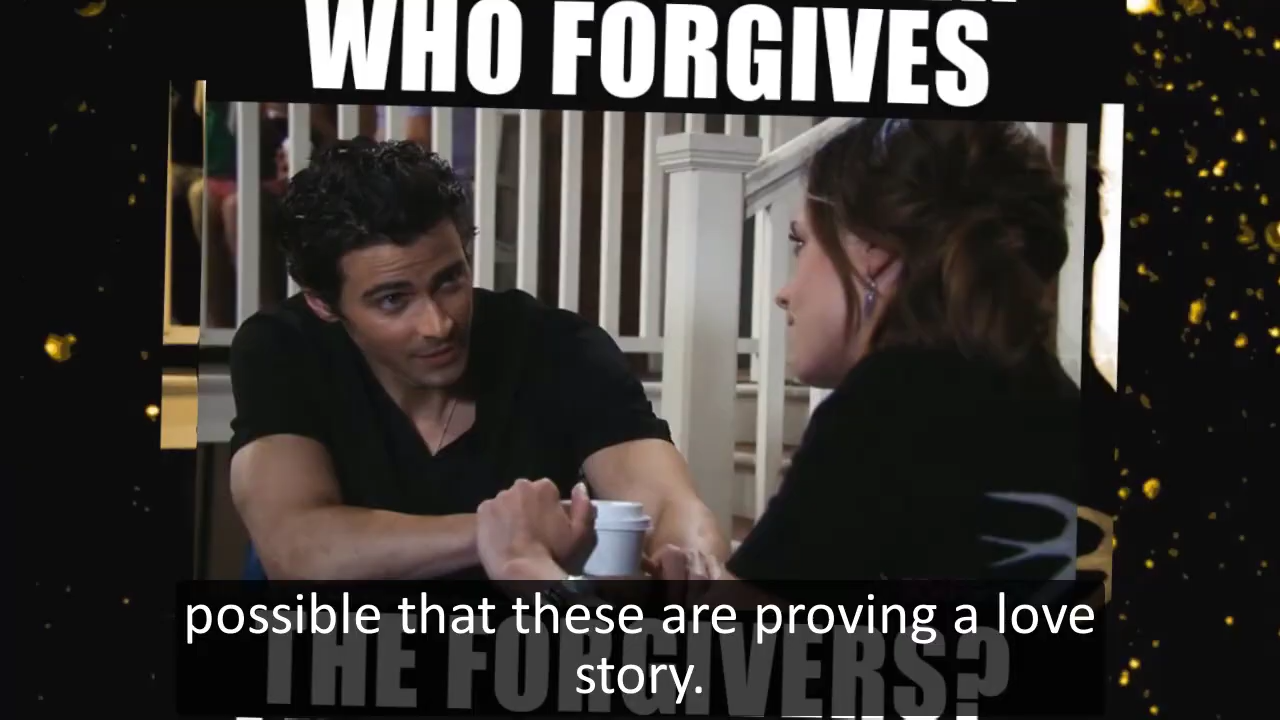 WHO FORGIVES
possible that these are proving a love
story.
THE FORGIVERS?